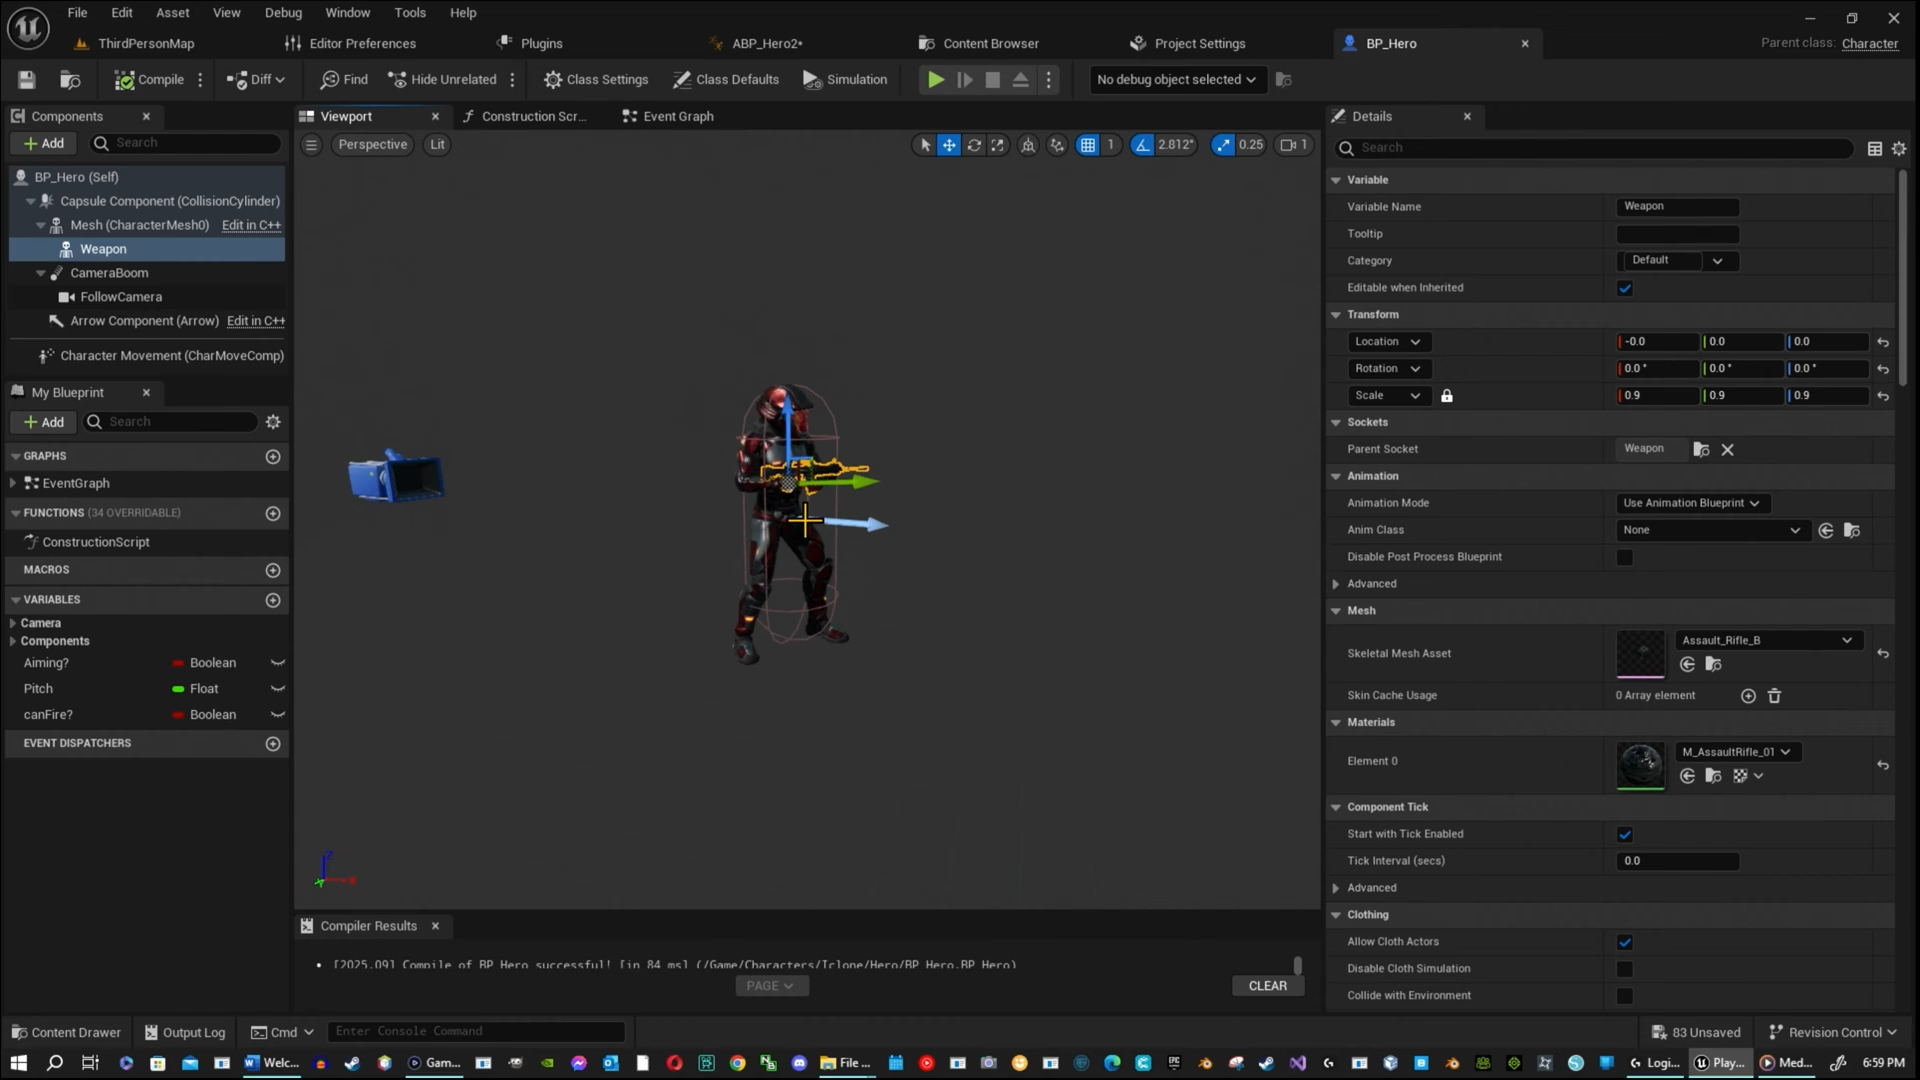 File Edit Asset View Debug Window Tools Help
ThirdPersonMap Editor Preferences Plugins ABP_Hero2* Content Browser Project Settings BP_Hero Parent class: Character
Compile Diff Find Hide Unrelated Class Settings Class Defaults Simulation No debug object selected
Components
Add Search
BP_Hero (Self)
Capsule Component (CollisionCylinder)
Mesh (CharacterMesh0) Edit in C++
Weapon
CameraBoom
FollowCamera
Arrow Component (Arrow) Edit in C++
Character Movement (CharMoveComp)
My Blueprint
Add Search
GRAPHS
EventGraph
FUNCTIONS (34 OVERRIDABLE)
ConstructionScript
MACROS
VARIABLES
Camera
Components
Aiming? Boolean
Pitch Float
canFire? Boolean
EVENT DISPATCHERS
Viewport Construction Scr... Event Graph
Perspective Lit 1 2.812° 0.25 1
Z
Compiler Results
[2025.09] Compile of BP_Hero successful! [in 84 ms] (/Game/Characters/Iclone/Hero/BP_Hero.BP_Hero)
PAGE CLEAR
Details
Search
Variable
Variable Name Weapon
Tooltip
Category Default
Editable when Inherited
Transform
Location -0.0 0.0 0.0
Rotation 0.0 ° 0.0 ° 0.0 °
Scale 0.9 0.9 0.9
Sockets
Parent Socket Weapon
Animation
Animation Mode Use Animation Blueprint
Anim Class None
Disable Post Process Blueprint
Advanced
Mesh
Skeletal Mesh Asset Assault_Rifle_B
Skin Cache Usage 0 Array element
Materials
Element 0 M_AssaultRifle_01
Component Tick
Start with Tick Enabled
Tick Interval (secs) 0.0
Advanced
Clothing
Allow Cloth Actors
Disable Cloth Simulation
Collide with Environment
Content Drawer Output Log Cmd Enter Console Command 83 Unsaved Revision Control
Welc... Gam... File ... Logi... Play... Med... 6:59 PM